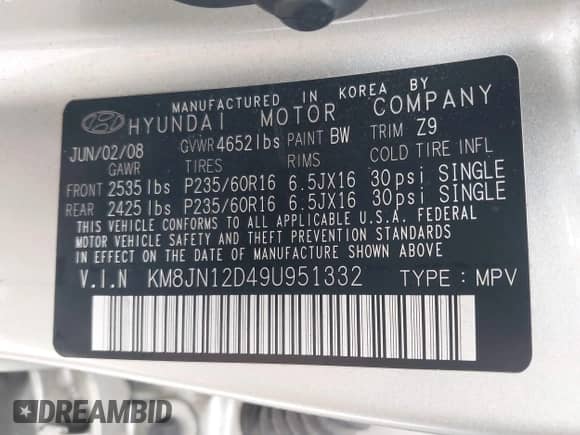 MANUFACTURED IN KOREA BY
HYUNDAI MOTOR COMPANY
JUN/02/08 GVWR 4652lbs PAINT BW TRIM Z9
GAWR TIRES RIMS COLD TIRE INFL
FRONT 2535lbs P235/60R16 6.5JX16 30psi SINGLE
REAR 2425lbs P235/60R16 6.5JX16 30psi SINGLE
THIS VEHICLE CONFORMS TO ALL APPLICABLE U.S.A. FEDERAL
MOTOR VEHICLE SAFETY AND THEFT PREVENTION STANDARDS
IN EFFECT ON THE DATE OF MANUFACTURE SHOWN ABOVE.
V.I.N KM8JN12D49U951332 TYPE : MPV
DREAMBID